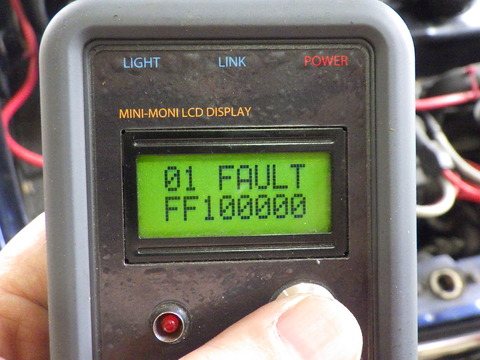 LIGHT LINK POWER
MINI-MONI LCD DISPLAY
01 FAULT
FF100000